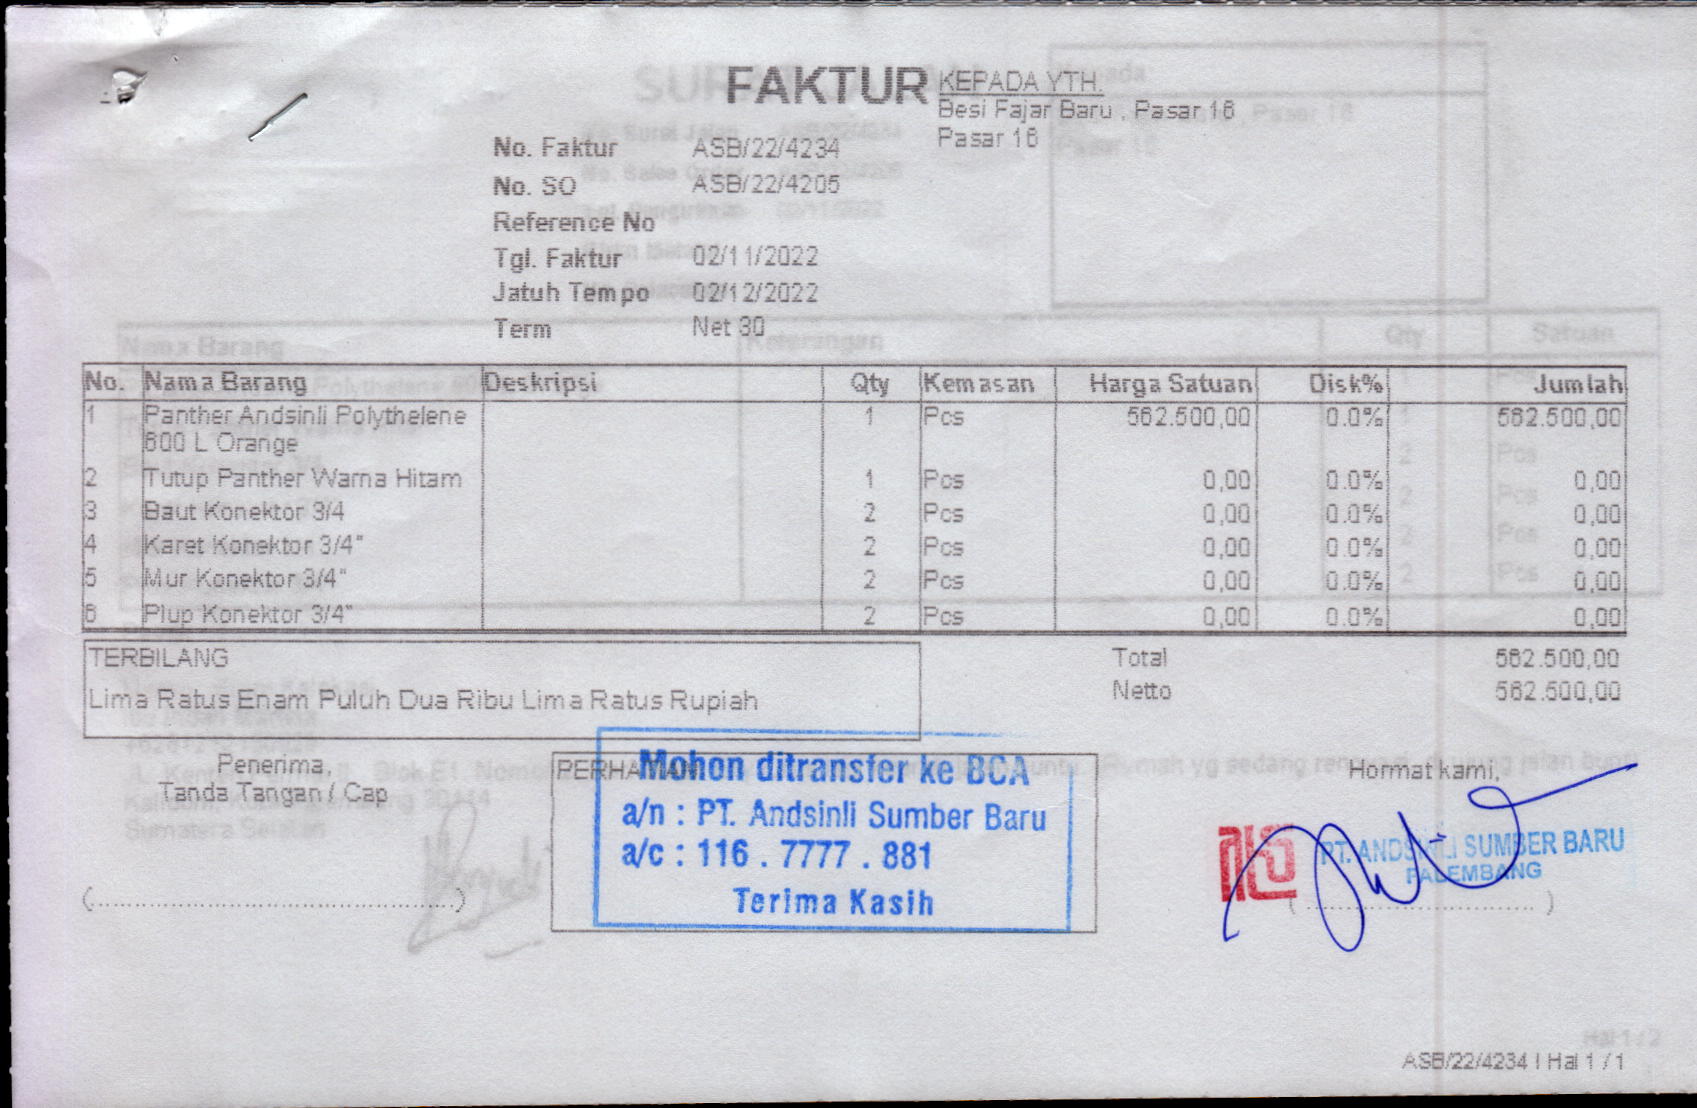 FAKTUR
KEPADA YTH.
Besi Fajar Baru , Pasar 16
Pasar 16
No. Faktur ASB/22/4234
No. SO ASB/22/4205
Reference No
Tgl. Faktur 02/11/2022
Jatuh Tempo 02/12/2022
Term Net 30
No. Nama Barang Deskripsi Qty Kemasan Harga Satuan Disk% Jumlah
1 Panther Andsinli Polythelene 1 Pcs 562.500,00 0.0% 562.500,00
600 L Orange
2 Tutup Panther Warna Hitam 1 Pcs 0,00 0.0% 0,00
3 Baut Konektor 3/4 2 Pcs 0,00 0.0% 0,00
4 Karet Konektor 3/4" 2 Pcs 0,00 0.0% 0,00
5 Mur Konektor 3/4" 2 Pcs 0,00 0.0% 0,00
6 Plup Konektor 3/4" 2 Pcs 0,00 0.0% 0,00
TERBILANG
Lima Ratus Enam Puluh Dua Ribu Lima Ratus Rupiah
Total 562.500,00
Netto 562.500,00
Penerima,
Tanda Tangan / Cap
(..........................................)
PERHATIAN
Mohon ditransfer ke BCA
a/n : PT. Andsinli Sumber Baru
a/c : 116 . 7777 . 881
Terima Kasih
Hormat kami,
PT. ANDSINLI SUMBER BARU
PALEMBANG
( .......................... )
ASB/22/4234 | Hal 1 / 1